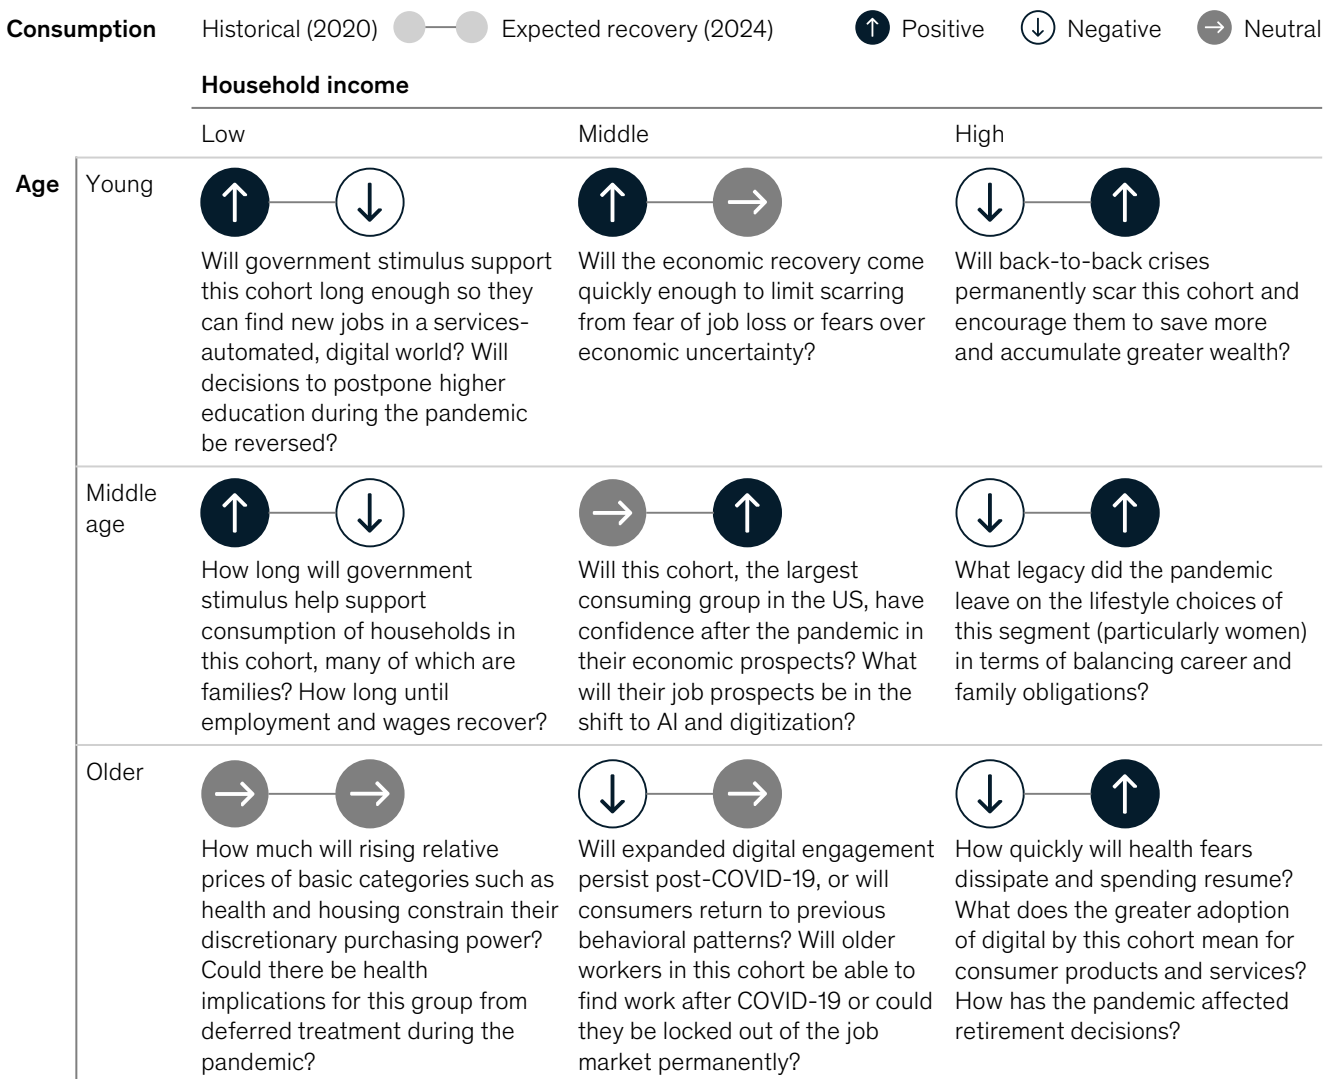 Consumption Historical (2020) Expected recovery (2024) Positive Negative Neutral
Household income
Low Middle High
Age Young
Will government stimulus support
this cohort long enough so they
can find new jobs in a services-
automated, digital world? Will
decisions to postpone higher
education during the pandemic
be reversed?
Will the economic recovery come
quickly enough to limit scarring
from fear of job loss or fears over
economic uncertainty?
Will back-to-back crises
permanently scar this cohort and
encourage them to save more
and accumulate greater wealth?
Middle
age
How long will government
stimulus help support
consumption of households in
this cohort, many of which are
families? How long until
employment and wages recover?
Will this cohort, the largest
consuming group in the US, have
confidence after the pandemic in
their economic prospects? What
will their job prospects be in the
shift to AI and digitization?
What legacy did the pandemic
leave on the lifestyle choices of
this segment (particularly women)
in terms of balancing career and
family obligations?
Older
How much will rising relative
prices of basic categories such as
health and housing constrain their
discretionary purchasing power?
Could there be health
implications for this group from
deferred treatment during the
pandemic?
Will expanded digital engagement
persist post-COVID-19, or will
consumers return to previous
behavioral patterns? Will older
workers in this cohort be able to
find work after COVID-19 or could
they be locked out of the job
market permanently?
How quickly will health fears
dissipate and spending resume?
What does the greater adoption
of digital by this cohort mean for
consumer products and services?
How has the pandemic affected
retirement decisions?